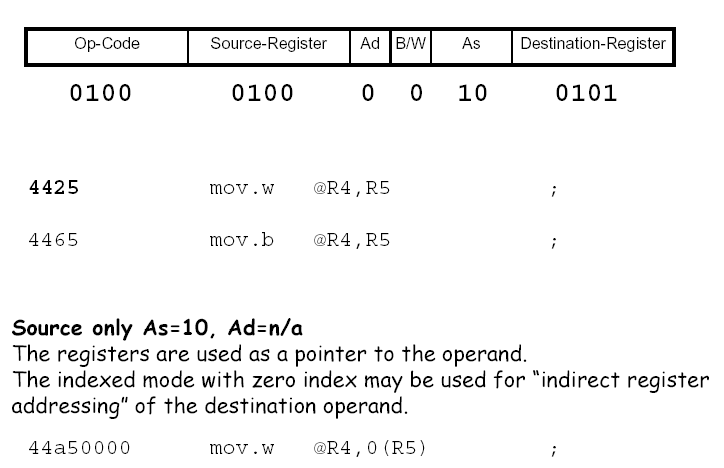 Op-Code Source-Register Ad B/W As Destination-Register
0100 0100 0 0 10 0101
4425 mov.w @R4,R5 ;
4465 mov.b @R4,R5 ;
Source only As=10, Ad=n/a
The registers are used as a pointer to the operand.
The indexed mode with zero index may be used for “indirect register
addressing” of the destination operand.
44a50000 mov.w @R4,0(R5) ;